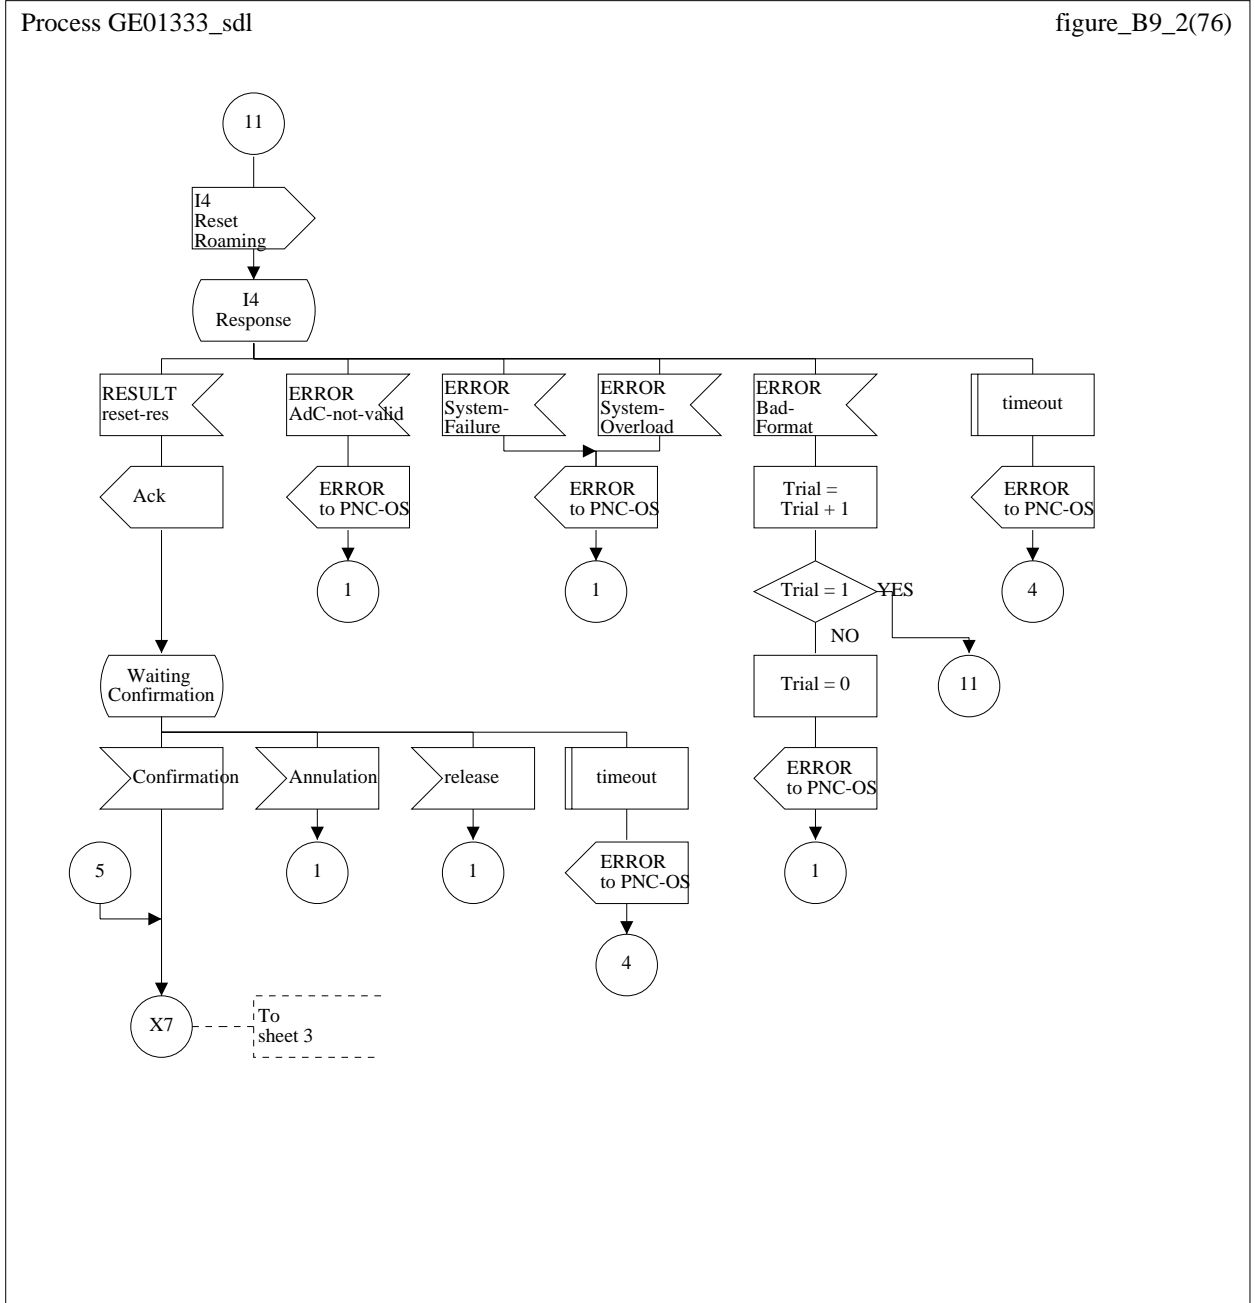 Process GE01333_sdl
figure_B9_2(76)
11
I4
Reset
Roaming
I4
Response
RESULT
reset-res
ERROR
AdC-not-valid
ERROR
System-
Failure
ERROR
System-
Overload
ERROR
Bad-
Format
timeout
Ack
ERROR
to PNC-OS
ERROR
to PNC-OS
Trial =
Trial + 1
ERROR
to PNC-OS
1
1
Trial = 1
YES
4
NO
Waiting
Confirmation
Trial = 0
11
Confirmation
Annulation
release
timeout
ERROR
to PNC-OS
5
1
1
ERROR
to PNC-OS
1
4
X7
To
sheet 3